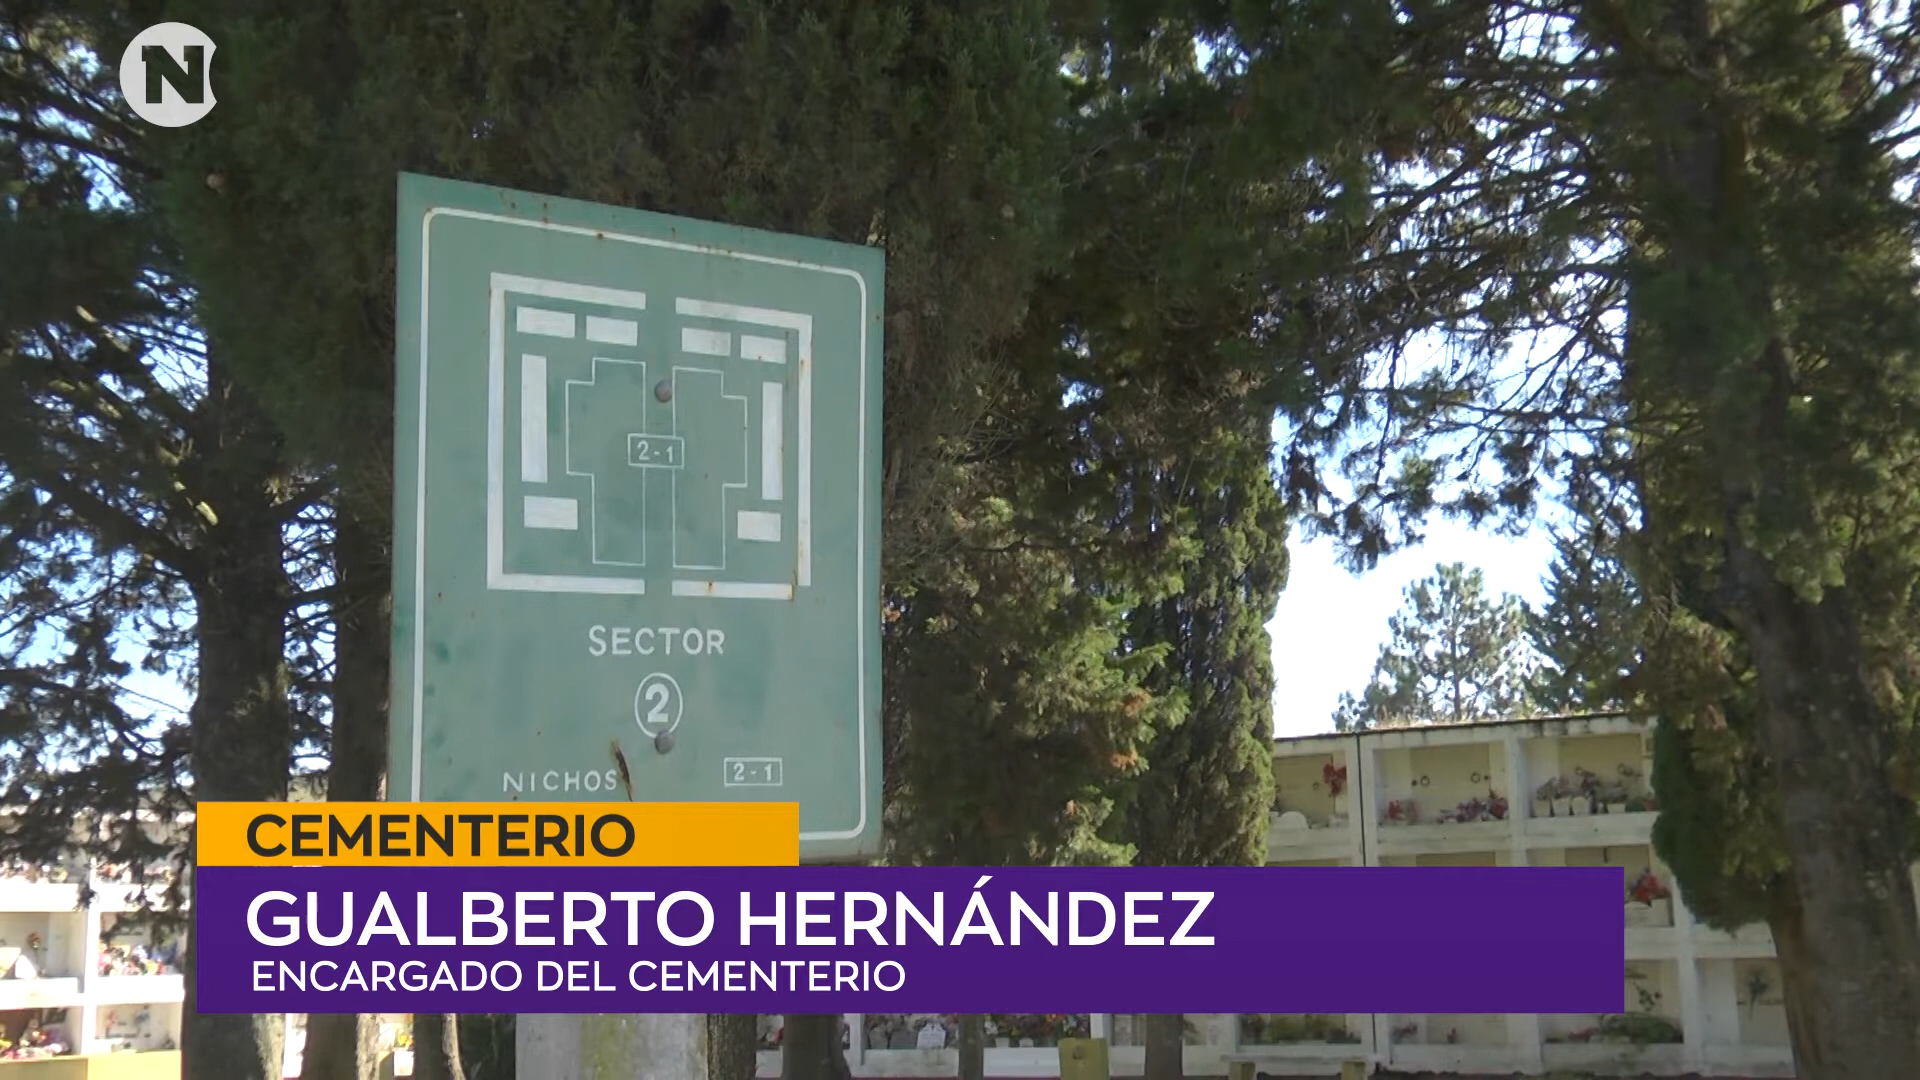 N
2-1
SECTOR
2
NICHOS 2-1
CEMENTERIO
GUALBERTO HERNÁNDEZ
ENCARGADO DEL CEMENTERIO